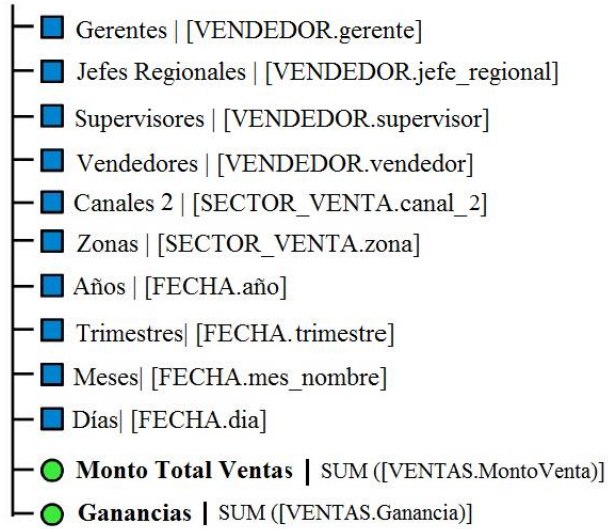 Gerentes | [VENDEDOR.gerente]
Jefes Regionales | [VENDEDOR.jefe_regional]
Supervisores | [VENDEDOR.supervisor]
Vendedores | [VENDEDOR.vendedor]
Canales 2 | [SECTOR_VENTA.canal_2]
Zonas | [SECTOR_VENTA.zona]
Años | [FECHA.año]
Trimestres| [FECHA.trimestre]
Meses| [FECHA.mes_nombre]
Días| [FECHA.dia]
Monto Total Ventas | SUM ([VENTAS.MontoVenta)]
Ganancias | SUM ([VENTAS.Ganancia)]